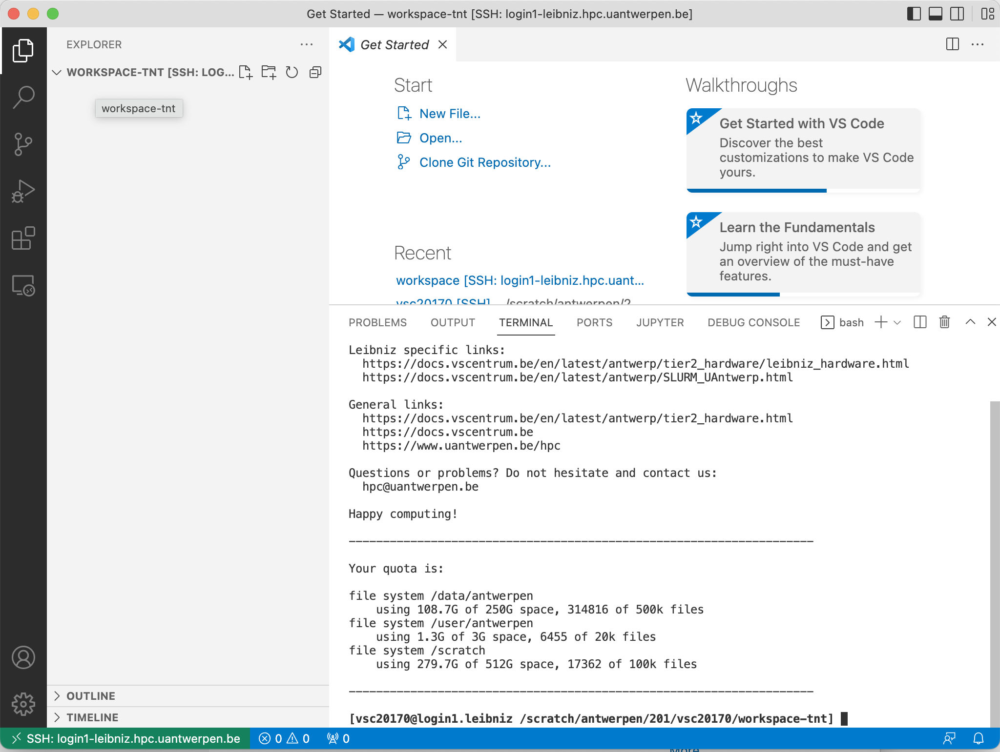 Get Started — workspace-tnt [SSH: login1-leibniz.hpc.uantwerpen.be]
EXPLORER
WORKSPACE-TNT [SSH: LOG...
workspace-tnt
Get Started
Start
New File...
Open...
Clone Git Repository...
Recent
workspace [SSH: login1-leibniz.hpc.uant...
vsc20170 [SSH] /scratch/antwerpen/2
Walkthroughs
Get Started with VS Code
Discover the best
customizations to make VS Code
yours.
Learn the Fundamentals
Jump right into VS Code and get
an overview of the must-have
features.
PROBLEMS OUTPUT TERMINAL PORTS JUPYTER DEBUG CONSOLE bash
Leibniz specific links:
https://docs.vscentrum.be/en/latest/antwerp/tier2_hardware/leibniz_hardware.html
https://docs.vscentrum.be/en/latest/antwerp/SLURM_UAntwerp.html
General links:
https://docs.vscentrum.be/en/latest/antwerp/tier2_hardware.html
https://docs.vscentrum.be
https://www.uantwerpen.be/hpc
Questions or problems? Do not hesitate and contact us:
hpc@uantwerpen.be
Happy computing!
--------------------------------------------------------------------
Your quota is:
file system /data/antwerpen
using 108.7G of 250G space, 314816 of 500k files
file system /user/antwerpen
using 1.3G of 3G space, 6455 of 20k files
file system /scratch
using 279.7G of 512G space, 17362 of 100k files
--------------------------------------------------------------------
[vsc20170@login1.leibniz /scratch/antwerpen/201/vsc20170/workspace-tnt]
OUTLINE
TIMELINE
SSH: login1-leibniz.hpc.uantwerpen.be 0 0 0
More